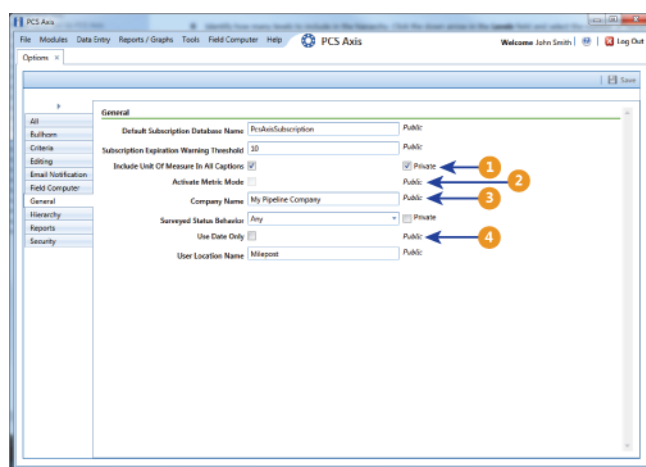 PCS Axis
File Modules Data Entry Reports / Graphs Tools Field Computer Help PCS Axis Welcome John Smith | Log Out
Options ×
Save
All
Bullhorn
Criteria
Editing
Email Notification
Field Computer
General
Hierarchy
Reports
Security
General
Default Subscription Database Name PcsAxisSubscription Public
Subscription Expiration Warning Threshold 10 Public
Include Unit Of Measure In All Captions Private 1
Activate Metric Mode Public 2
Company Name My Pipeline Company Public 3
Surveyed Status Behavior Any Private
Use Date Only Public 4
User Location Name Milepost Public